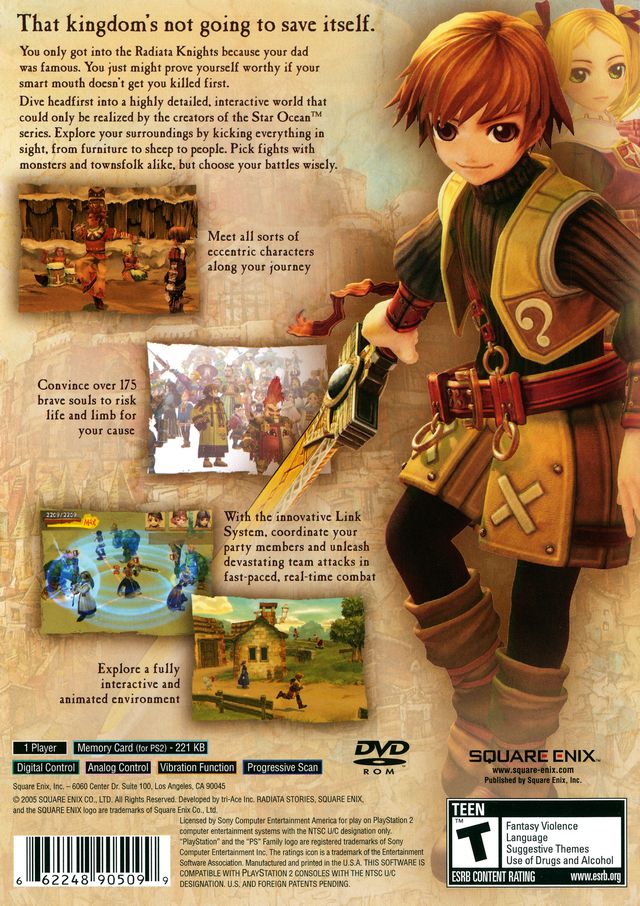 That kingdom's not going to save itself.
You only got into the Radiata Knights because your dad
was famous. You just might prove yourself worthy if your
smart mouth doesn't get you killed first.
Dive headfirst into a highly detailed, interactive world that
could only be realized by the creators of the Star Ocean™
series. Explore your surroundings by kicking everything in
sight, from furniture to sheep to people. Pick fights with
monsters and townsfolk alike, but choose your battles wisely.
Meet all sorts of
eccentric characters
along your journey
Convince over 175
brave souls to risk
life and limb for
your cause
2209/2209
MAX
With the innovative Link
System, coordinate your
party members and unleash
devastating team attacks in
fast-paced, real-time combat
Explore a fully
interactive and
animated environment
1 Player
Memory Card (for PS2) - 221 KB
Digital Control
Analog Control
Vibration Function
Progressive Scan
DVD
ROM
SQUARE ENIX™
www.square-enix.com
Published by Square Enix, Inc.
Square Enix, Inc. – 6060 Center Dr. Suite 100, Los Angeles, CA 90045
© 2005 SQUARE ENIX CO., LTD. All Rights Reserved. Developed by tri-Ace Inc. RADIATA STORIES, SQUARE ENIX,
and the SQUARE ENIX logo are trademarks of Square Enix Co., Ltd.
Licensed by Sony Computer Entertainment America for play on PlayStation 2
computer entertainment systems with the NTSC U/C designation only.
"PlayStation" and the "PS" Family logo are registered trademarks of Sony
Computer Entertainment Inc. The ratings icon is a trademark of the Entertainment
Software Association. Manufactured and printed in the U.S.A. THIS SOFTWARE IS
COMPATIBLE WITH PLAYSTATION 2 CONSOLES WITH THE NTSC U/C
DESIGNATION. U.S. AND FOREIGN PATENTS PENDING.
6 62248 90509 9
TEEN
T
Fantasy Violence
Language
Suggestive Themes
Use of Drugs and Alcohol
ESRB CONTENT RATING
www.esrb.org